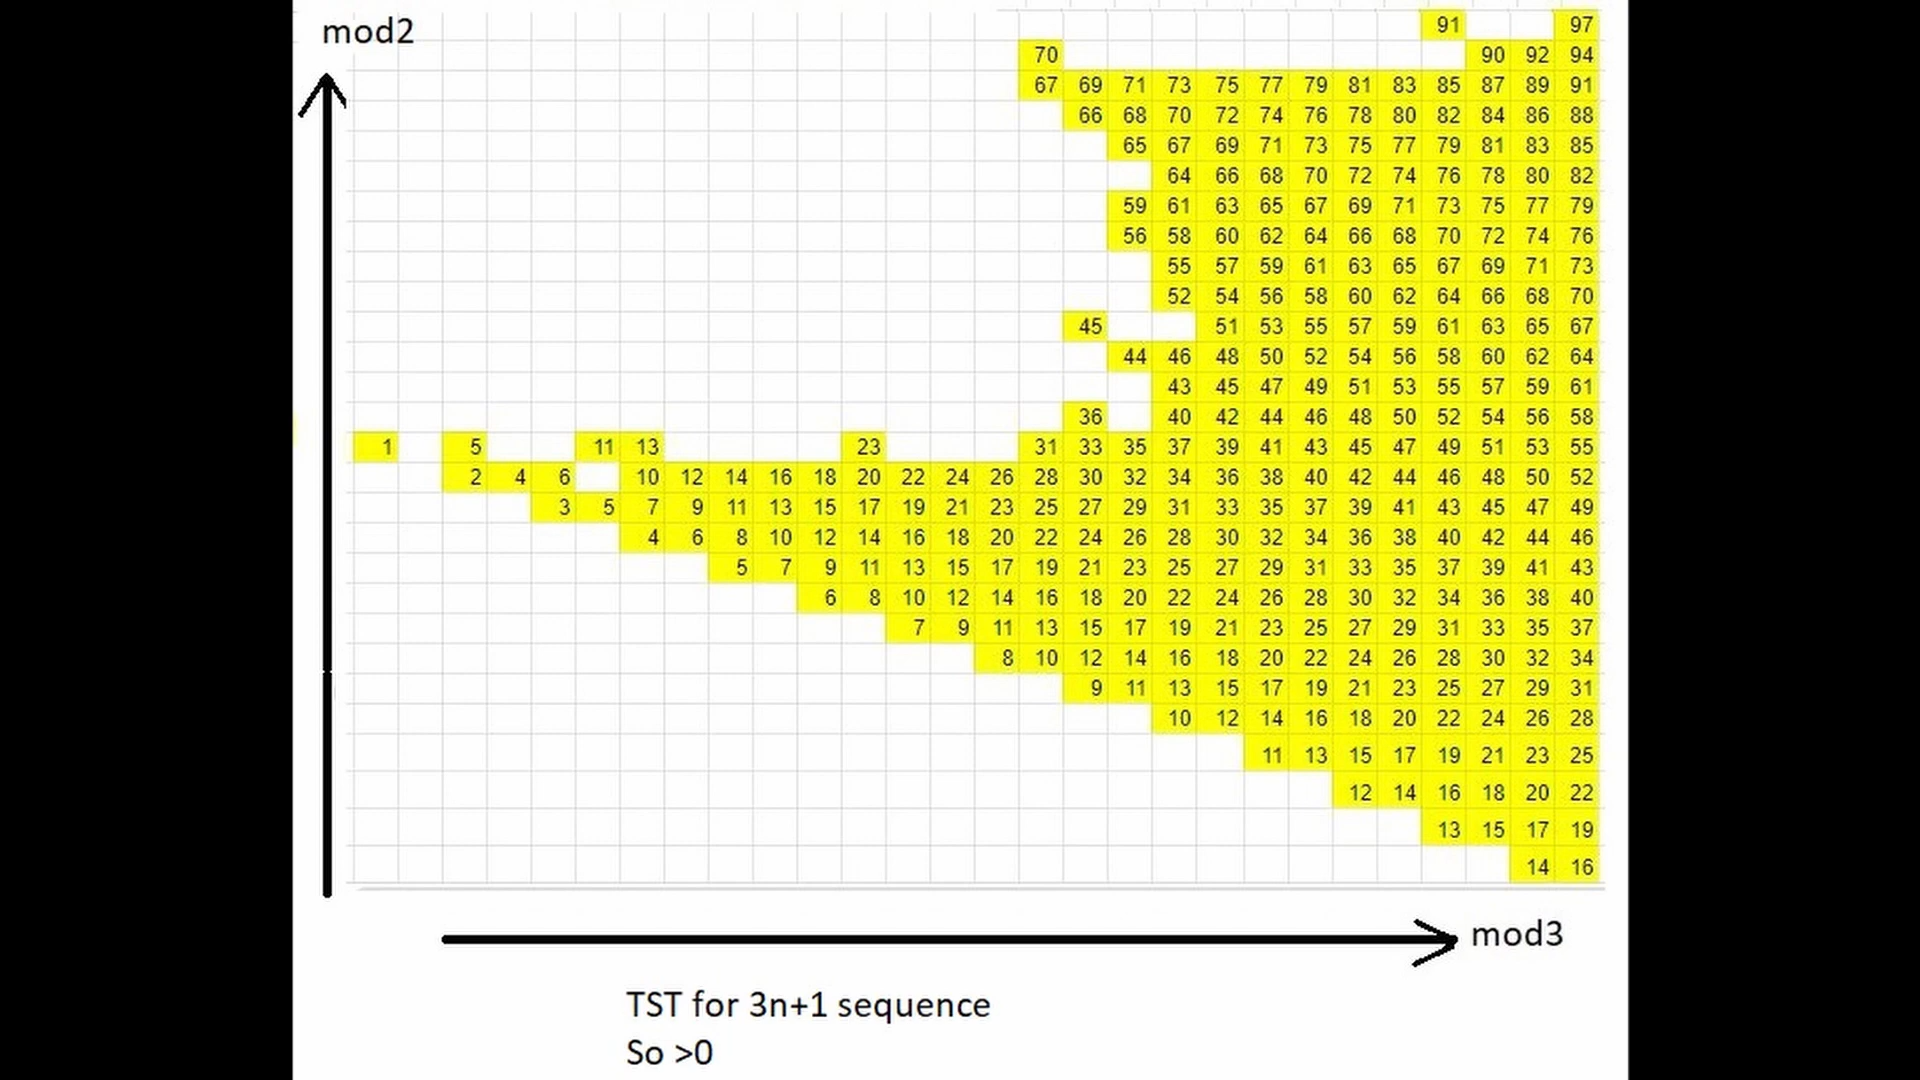 mod2
91 97
70 90 92 94
67 69 71 73 75 77 79 81 83 85 87 89 91
66 68 70 72 74 76 78 80 82 84 86 88
65 67 69 71 73 75 77 79 81 83 85
64 66 68 70 72 74 76 78 80 82
59 61 63 65 67 69 71 73 75 77 79
56 58 60 62 64 66 68 70 72 74 76
55 57 59 61 63 65 67 69 71 73
52 54 56 58 60 62 64 66 68 70
45 51 53 55 57 59 61 63 65 67
44 46 48 50 52 54 56 58 60 62 64
43 45 47 49 51 53 55 57 59 61
36 40 42 44 46 48 50 52 54 56 58
1 5 11 13 23 31 33 35 37 39 41 43 45 47 49 51 53 55
2 4 6 10 12 14 16 18 20 22 24 26 28 30 32 34 36 38 40 42 44 46 48 50 52
3 5 7 9 11 13 15 17 19 21 23 25 27 29 31 33 35 37 39 41 43 45 47 49
4 6 8 10 12 14 16 18 20 22 24 26 28 30 32 34 36 38 40 42 44 46
5 7 9 11 13 15 17 19 21 23 25 27 29 31 33 35 37 39 41 43
6 8 10 12 14 16 18 20 22 24 26 28 30 32 34 36 38 40
7 9 11 13 15 17 19 21 23 25 27 29 31 33 35 37
8 10 12 14 16 18 20 22 24 26 28 30 32 34
9 11 13 15 17 19 21 23 25 27 29 31
10 12 14 16 18 20 22 24 26 28
11 13 15 17 19 21 23 25
12 14 16 18 20 22
13 15 17 19
14 16
mod3
TST for 3n+1 sequence
So >0